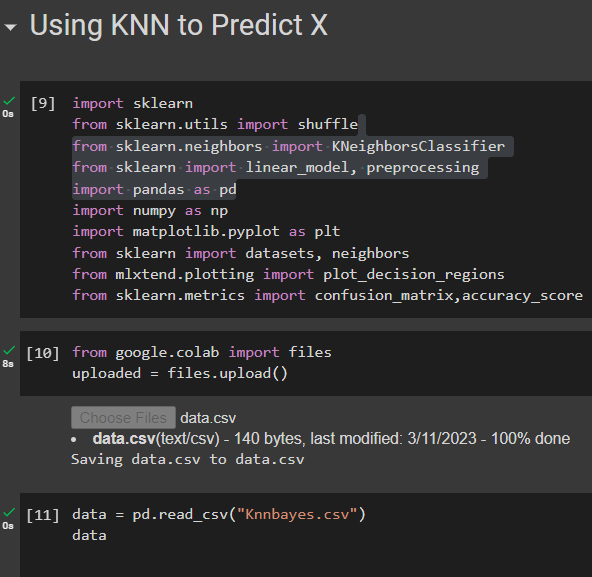 Using KNN to Predict X
[9] import sklearn
from sklearn.utils import shuffle
from sklearn.neighbors import KNeighborsClassifier
from sklearn import linear_model, preprocessing
import pandas as pd
import numpy as np
import matplotlib.pyplot as plt
from sklearn import datasets, neighbors
from mlxtend.plotting import plot_decision_regions
from sklearn.metrics import confusion_matrix,accuracy_score
0s
[10] from google.colab import files
uploaded = files.upload()
8s
Choose Files data.csv
• data.csv(text/csv) - 140 bytes, last modified: 3/11/2023 - 100% done
Saving data.csv to data.csv
[11] data = pd.read_csv("Knnbayes.csv")
data
0s